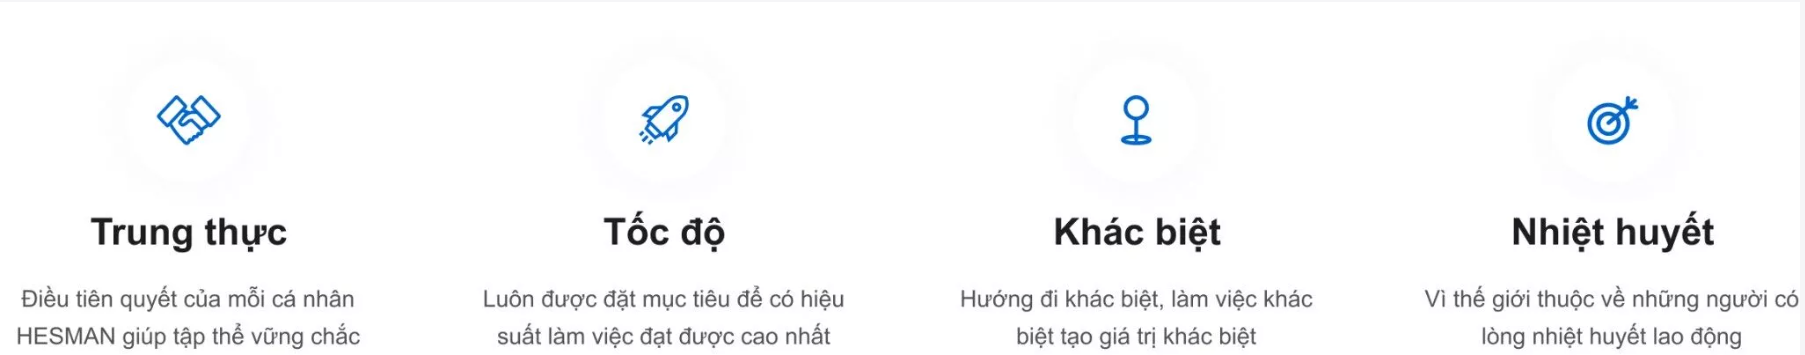 Trung thực
Điều tiên quyết của mỗi cá nhân
HESMAN giúp tập thể vững chắc
Tốc độ
Luôn được đặt mục tiêu để có hiệu
suất làm việc đạt được cao nhất
Khác biệt
Hướng đi khác biệt, làm việc khác
biệt tạo giá trị khác biệt
Nhiệt huyết
Vì thế giới thuộc về những người có
lòng nhiệt huyết lao động